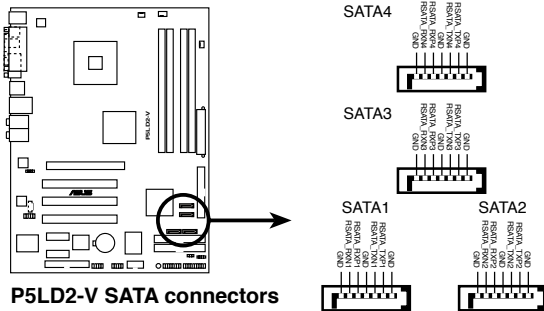 SATA4
GND
RSATA_RXN4
RSATA_RXP4
GND
RSATA_TXN4
RSATA_TXP4
GND
SATA3
GND
RSATA_RXN3
RSATA_RXP3
GND
RSATA_TXN3
RSATA_TXP3
GND
P5LD2-V
ASUS
SATA1
GND
RSATA_RXN1
RSATA_RXP1
GND
RSATA_TXN1
RSATA_TXP1
GND
SATA2
GND
RSATA_RXN2
RSATA_RXP2
GND
RSATA_TXN2
RSATA_TXP2
GND
P5LD2-V SATA connectors